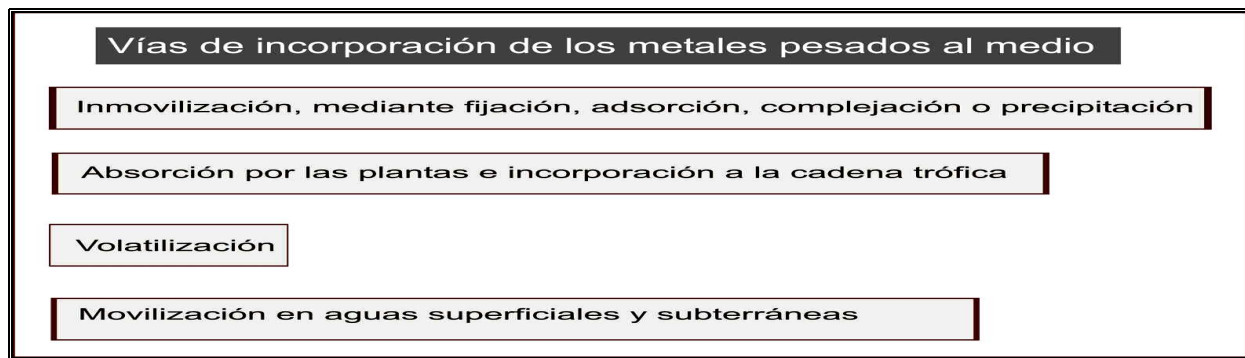 Vías de incorporación de los metales pesados al medio
Inmovilización, mediante fijación, adsorción, complejación o precipitación
Absorción por las plantas e incorporación a la cadena trófica
Volatilización
Movilización en aguas superficiales y subterráneas